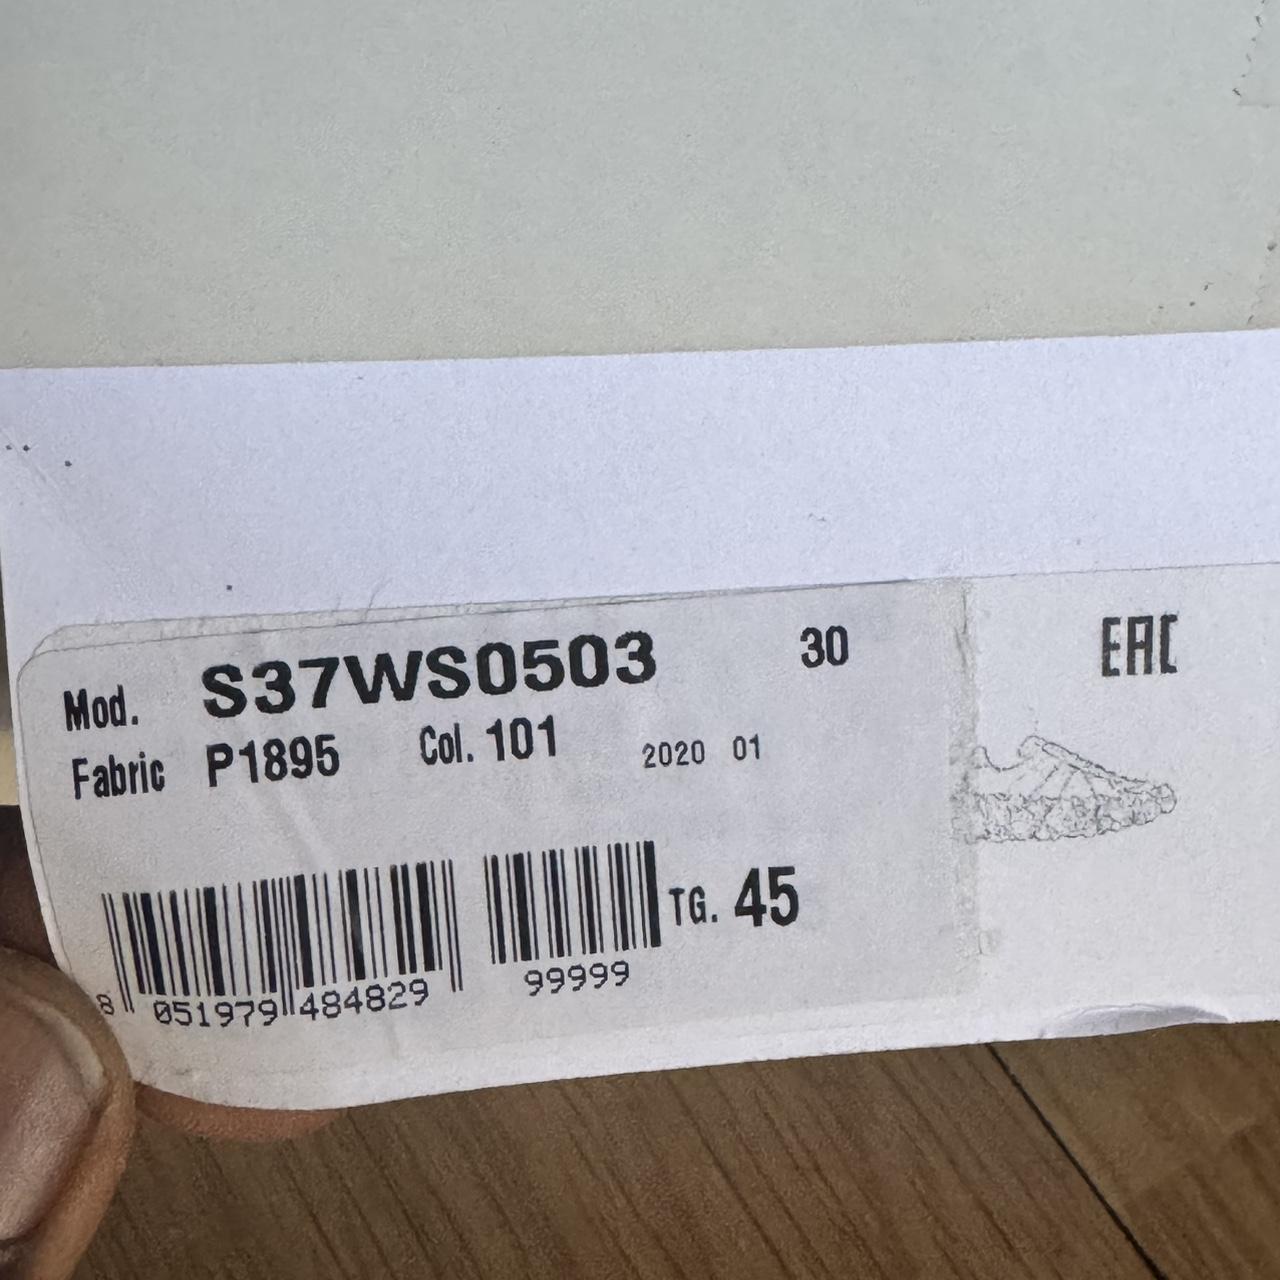 Mod. S37WS0503 30 EAC
Fabric P1895 Col. 101 2020 01
TG. 45
8 051979 484829 99999